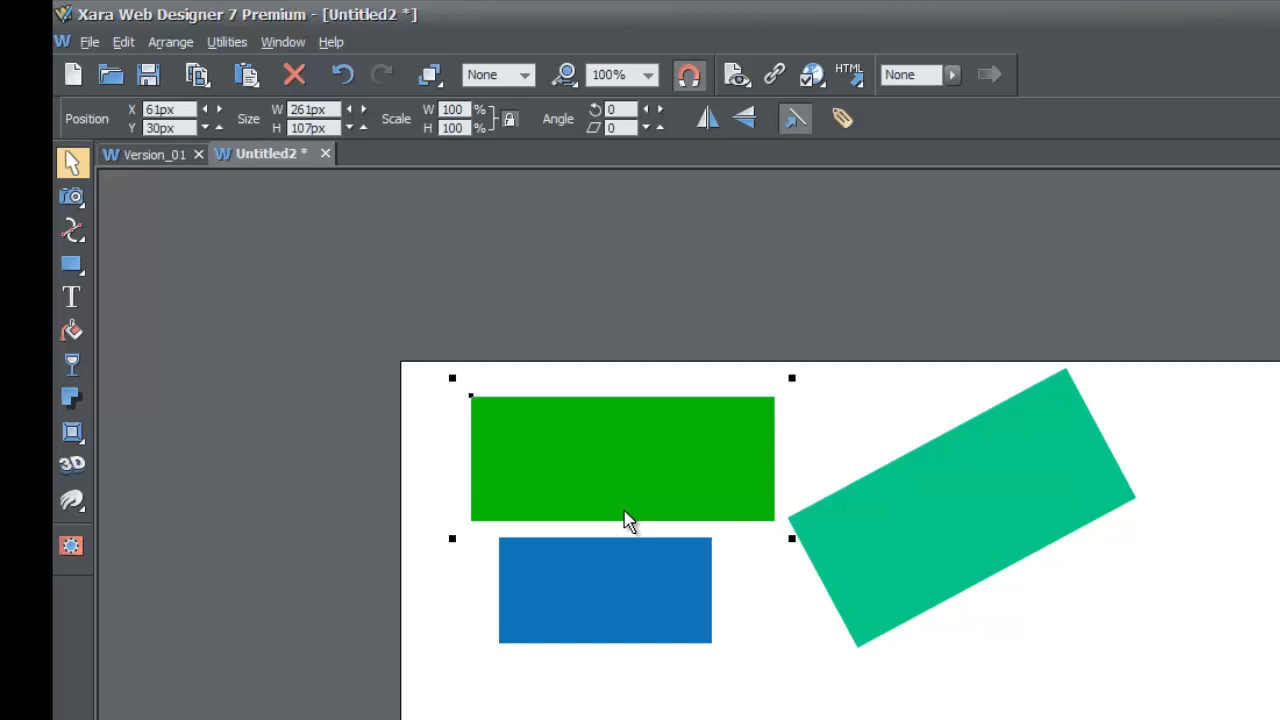 Xara Web Designer 7 Premium - [Untitled2 *]
W File Edit Arrange Utilities Window Help
None 100% HTML None
Position X 61px W 261px W 100 % Angle 0
Y 30px Size H 107px Scale H 100 % 0
W Version_01 W Untitled2 *
T
3D